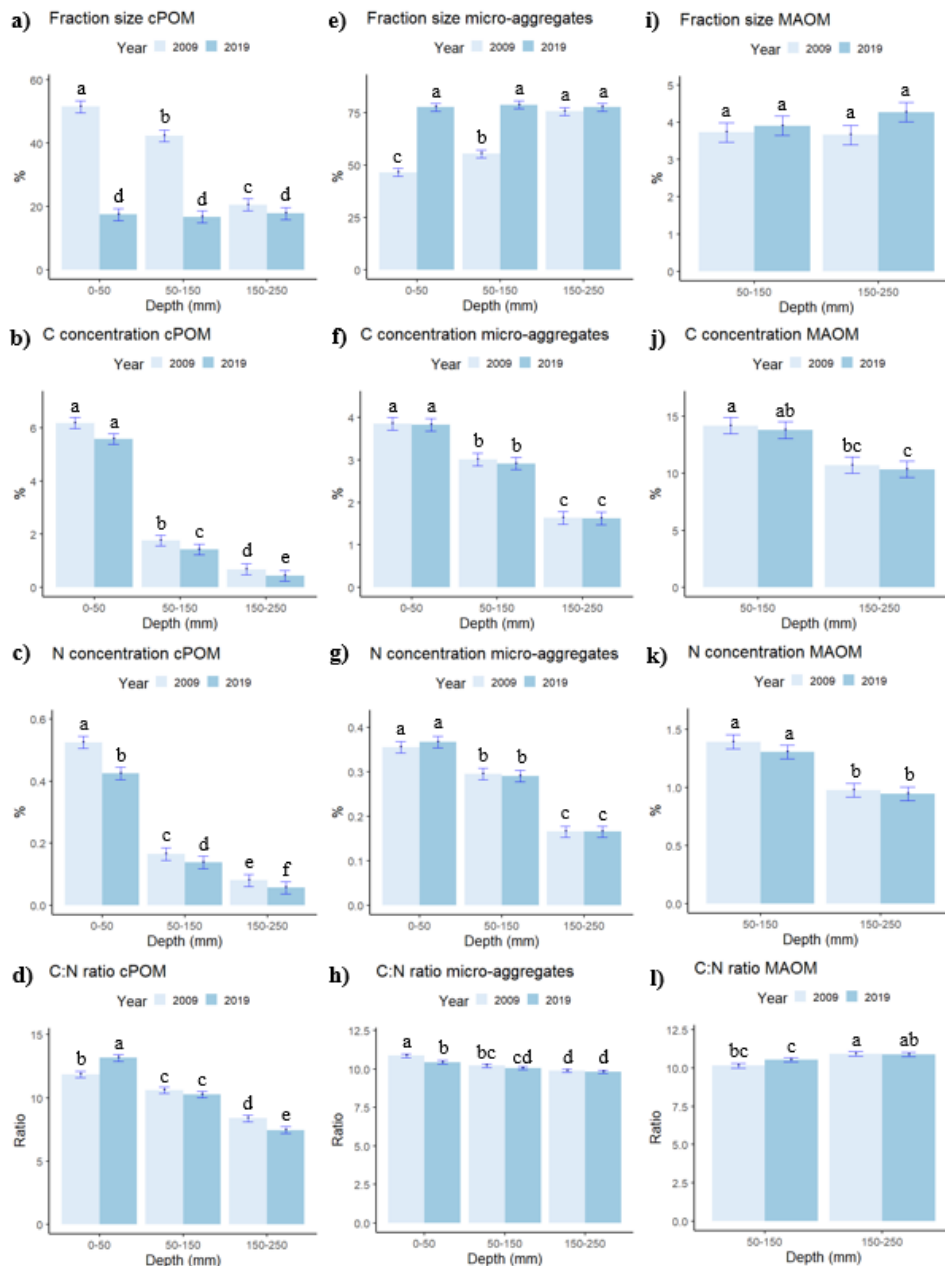 a) Fraction size cPOM
Year 2009 2019
60
40
20
0
%
a
d
b
d
c
d
0-50 50-150 150-250
Depth (mm)
b) C concentration cPOM
Year 2009 2019
6
4
2
0
%
a
a
b
c
d
e
0-50 50-150 150-250
Depth (mm)
c) N concentration cPOM
Year 2009 2019
0.6
0.4
0.2
0.0
%
a
b
c
d
e
f
0-50 50-150 150-250
Depth (mm)
d) C:N ratio cPOM
Year 2009 2019
15
10
5
0
Ratio
b
a
c
c
d
e
0-50 50-150 150-250
Depth (mm)
e) Fraction size micro-aggregates
Year 2009 2019
75
50
25
0
%
c
a
b
a
a
a
0-50 50-150 150-250
Depth (mm)
f) C concentration micro-aggregates
Year 2009 2019
4
3
2
1
0
%
a
a
b
b
c
c
0-50 50-150 150-250
Depth (mm)
g) N concentration micro-aggregates
Year 2009 2019
0.4
0.3
0.2
0.1
0.0
%
a
a
b
b
c
c
0-50 50-150 150-250
Depth (mm)
h) C:N ratio micro-aggregates
Year 2009 2019
12.5
10.0
7.5
5.0
2.5
0.0
Ratio
a
b
bc
cd
d
d
0-50 50-150 150-250
Depth (mm)
i) Fraction size MAOM
Year 2009 2019
5
4
3
2
1
0
%
a
a
a
a
50-150 150-250
Depth (mm)
j) C concentration MAOM
Year 2009 2019
15
10
5
0
%
a
ab
bc
c
50-150 150-250
Depth (mm)
k) N concentration MAOM
Year 2009 2019
1.5
1.0
0.5
0.0
%
a
a
b
b
50-150 150-250
Depth (mm)
l) C:N ratio MAOM
Year 2009 2019
12.5
10.0
7.5
5.0
2.5
0.0
Ratio
bc
c
a
ab
50-150 150-250
Depth (mm)